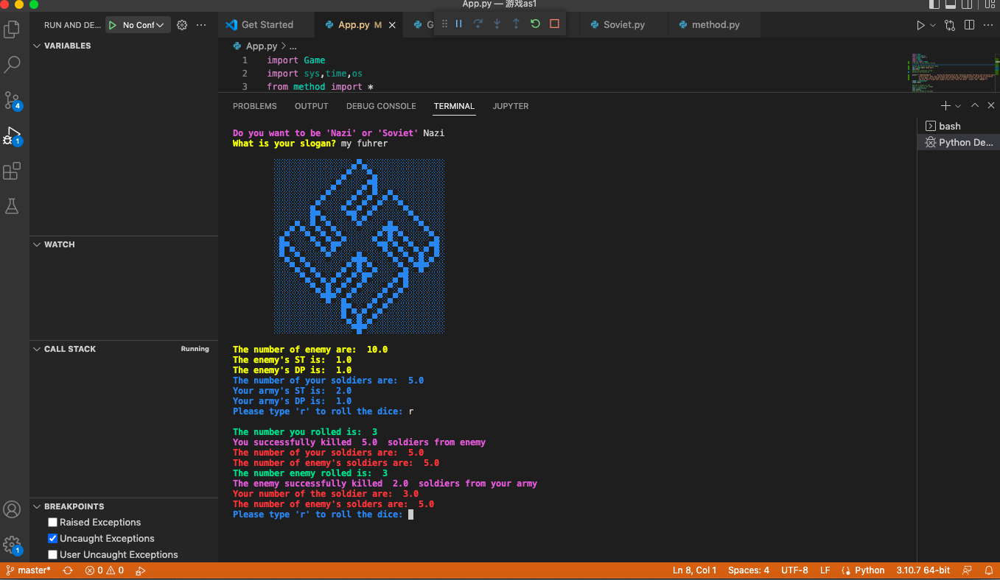 App.py — 游戏as1
RUN AND DE... No Conf
Get Started App.py M G Soviet.py method.py
VARIABLES
App.py > ...
1 import Game
2 import sys,time,os
3 from method import *
PROBLEMS OUTPUT DEBUG CONSOLE TERMINAL JUPYTER
bash
Python De...
Do you want to be 'Nazi' or 'Soviet' Nazi
What is your slogan? my fuhrer
WATCH
CALL STACK Running
The number of enemy are: 10.0
The enemy's ST is: 1.0
The enemy's DP is: 1.0
The number of your soldiers are: 5.0
Your army's ST is: 2.0
Your army's DP is: 1.0
Please type 'r' to roll the dice: r
The number you rolled is: 3
You successfully killed 5.0 soldiers from enemy
The number of your soldiers are: 5.0
The number of enemy's soldiers are: 5.0
The number enemy rolled is: 3
The enemy successfully killed 2.0 soldiers from your army
Your number of the soldier are: 3.0
The number of enemy's solders are: 5.0
Please type 'r' to roll the dice:
4
1
1
BREAKPOINTS
Raised Exceptions
Uncaught Exceptions
User Uncaught Exceptions
master* 0 0 Ln 8, Col 1 Spaces: 4 UTF-8 LF Python 3.10.7 64-bit